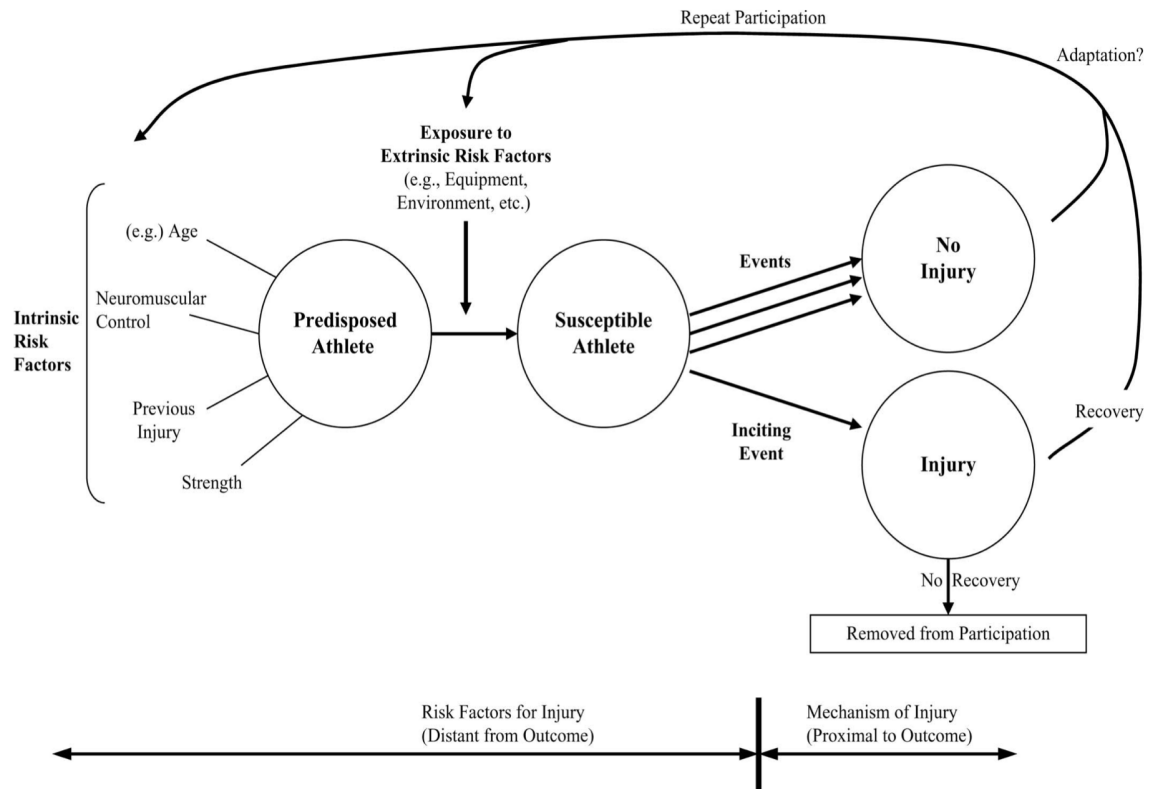 Repeat Participation
Adaptation?
Exposure to
Extrinsic Risk Factors
(e.g., Equipment,
Environment, etc.)
(e.g.) Age
Neuromuscular
Control
Intrinsic
Risk
Factors
Previous
Injury
Strength
Predisposed
Athlete
Susceptible
Athlete
Events
No
Injury
Inciting
Event
Injury
Recovery
No Recovery
Removed from Participation
Risk Factors for Injury
(Distant from Outcome)
Mechanism of Injury
(Proximal to Outcome)